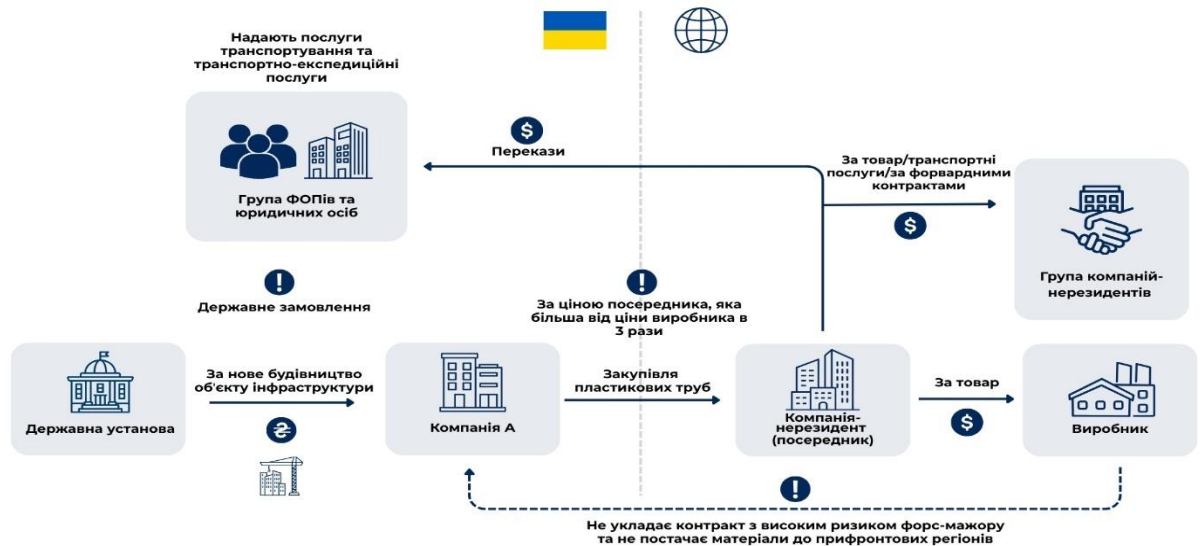 Надають послуги
транспортування та
транспортно-експедиційні
послуги
Група ФОПів та
юридичних осіб
$
Перекази
За товар/транспортні
послуги/за форвардними
контрактами
$
Група компаній-
нерезидентів
!
Державне замовлення
!
За ціною посередника, яка
більша від ціни виробника в
3 рази
Державна установа
За нове будівництво
об'єкту інфраструктури
₴
Компанія А
Закупівля
пластикових труб
Компанія-
нерезидент
(посередник)
За товар
$
Виробник
!
Не укладає контракт з високим ризиком форс-мажору
та не постачає матеріали до прифронтових регіонів